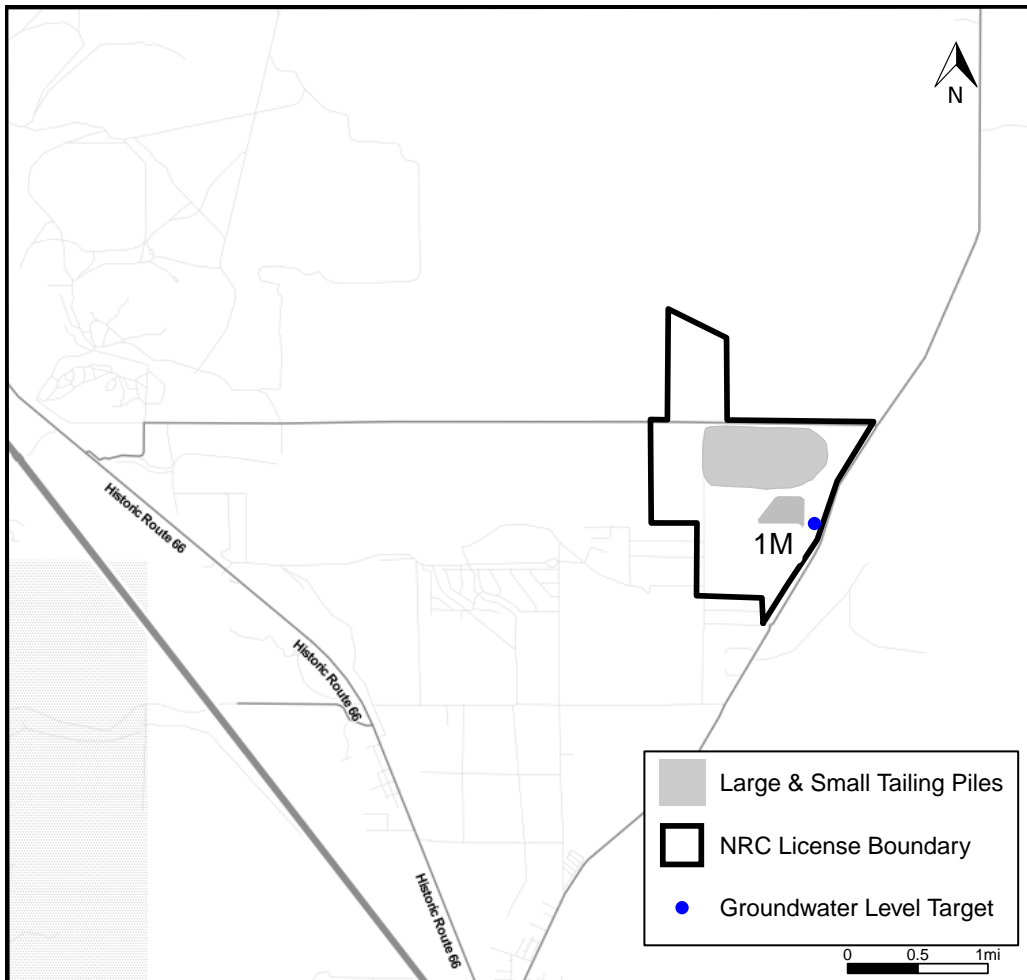 N
Historic Route 66
1M
Historic Route 66
Large & Small Tailing Piles
NRC License Boundary
Historic Route 66
Groundwater Level Target
0 0.5 1mi